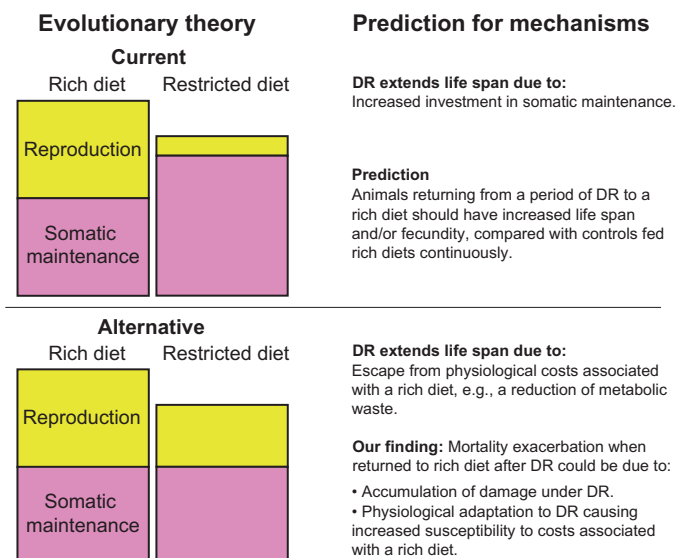 Evolutionary theory
Prediction for mechanisms
Current
Rich diet
Restricted diet
Reproduction
Somatic
maintenance
DR extends life span due to:
Increased investment in somatic maintenance.
Prediction
Animals returning from a period of DR to a
rich diet should have increased life span
and/or fecundity, compared with controls fed
rich diets continuously.
Alternative
Rich diet
Restricted diet
Reproduction
Somatic
maintenance
DR extends life span due to:
Escape from physiological costs associated
with a rich diet, e.g., a reduction of metabolic
waste.
Our finding: Mortality exacerbation when
returned to rich diet after DR could be due to:
• Accumulation of damage under DR.
• Physiological adaptation to DR causing
increased susceptibility to costs associated
with a rich diet.